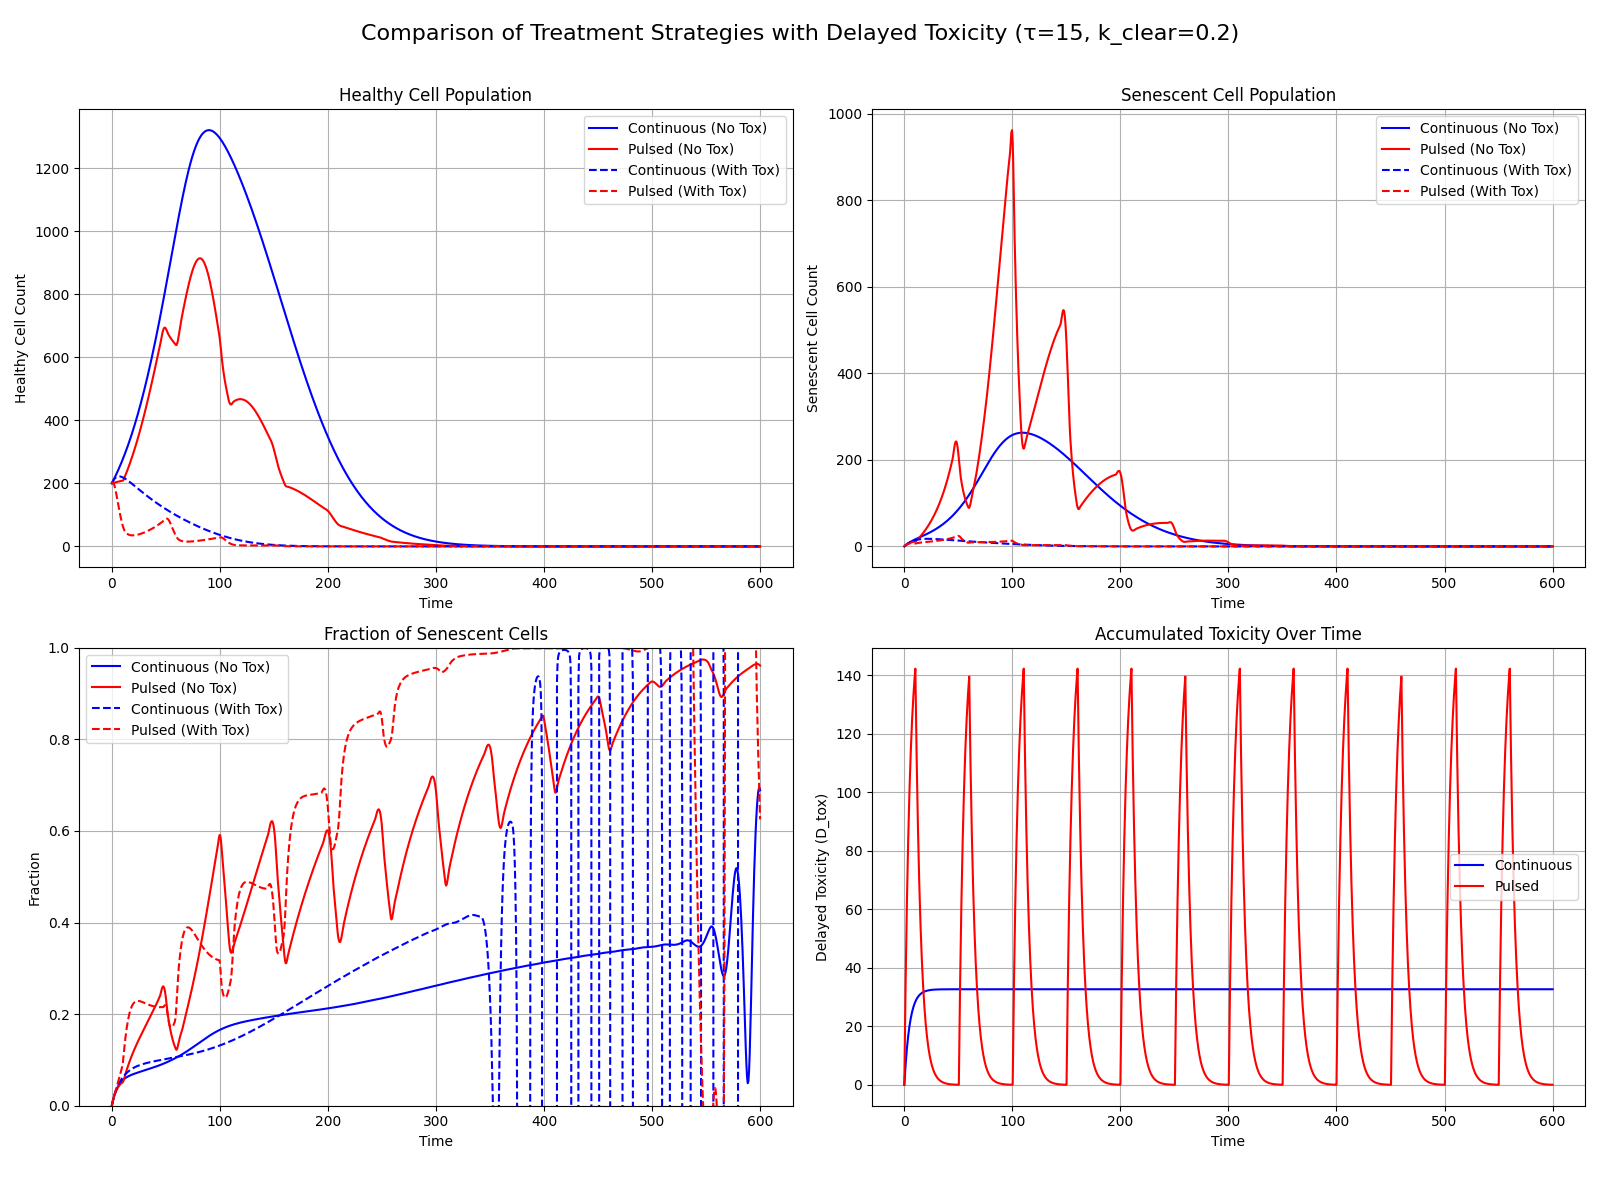 Comparison of Treatment Strategies with Delayed Toxicity (τ=15, k_clear=0.2)
Healthy Cell Population
Healthy Cell Count
1200
1000
800
600
400
200
0
Continuous (No Tox)
Pulsed (No Tox)
Continuous (With Tox)
Pulsed (With Tox)
0 100 200 300 400 500 600
Time
Senescent Cell Population
Senescent Cell Count
1000
800
600
400
200
0
Continuous (No Tox)
Pulsed (No Tox)
Continuous (With Tox)
Pulsed (With Tox)
0 100 200 300 400 500 600
Time
Fraction of Senescent Cells
Fraction
1.0
0.8
0.6
0.4
0.2
0.0
Continuous (No Tox)
Pulsed (No Tox)
Continuous (With Tox)
Pulsed (With Tox)
0 100 200 300 400 500 600
Time
Accumulated Toxicity Over Time
Delayed Toxicity (D_tox)
140
120
100
80
60
40
20
0
Continuous
Pulsed
0 100 200 300 400 500 600
Time